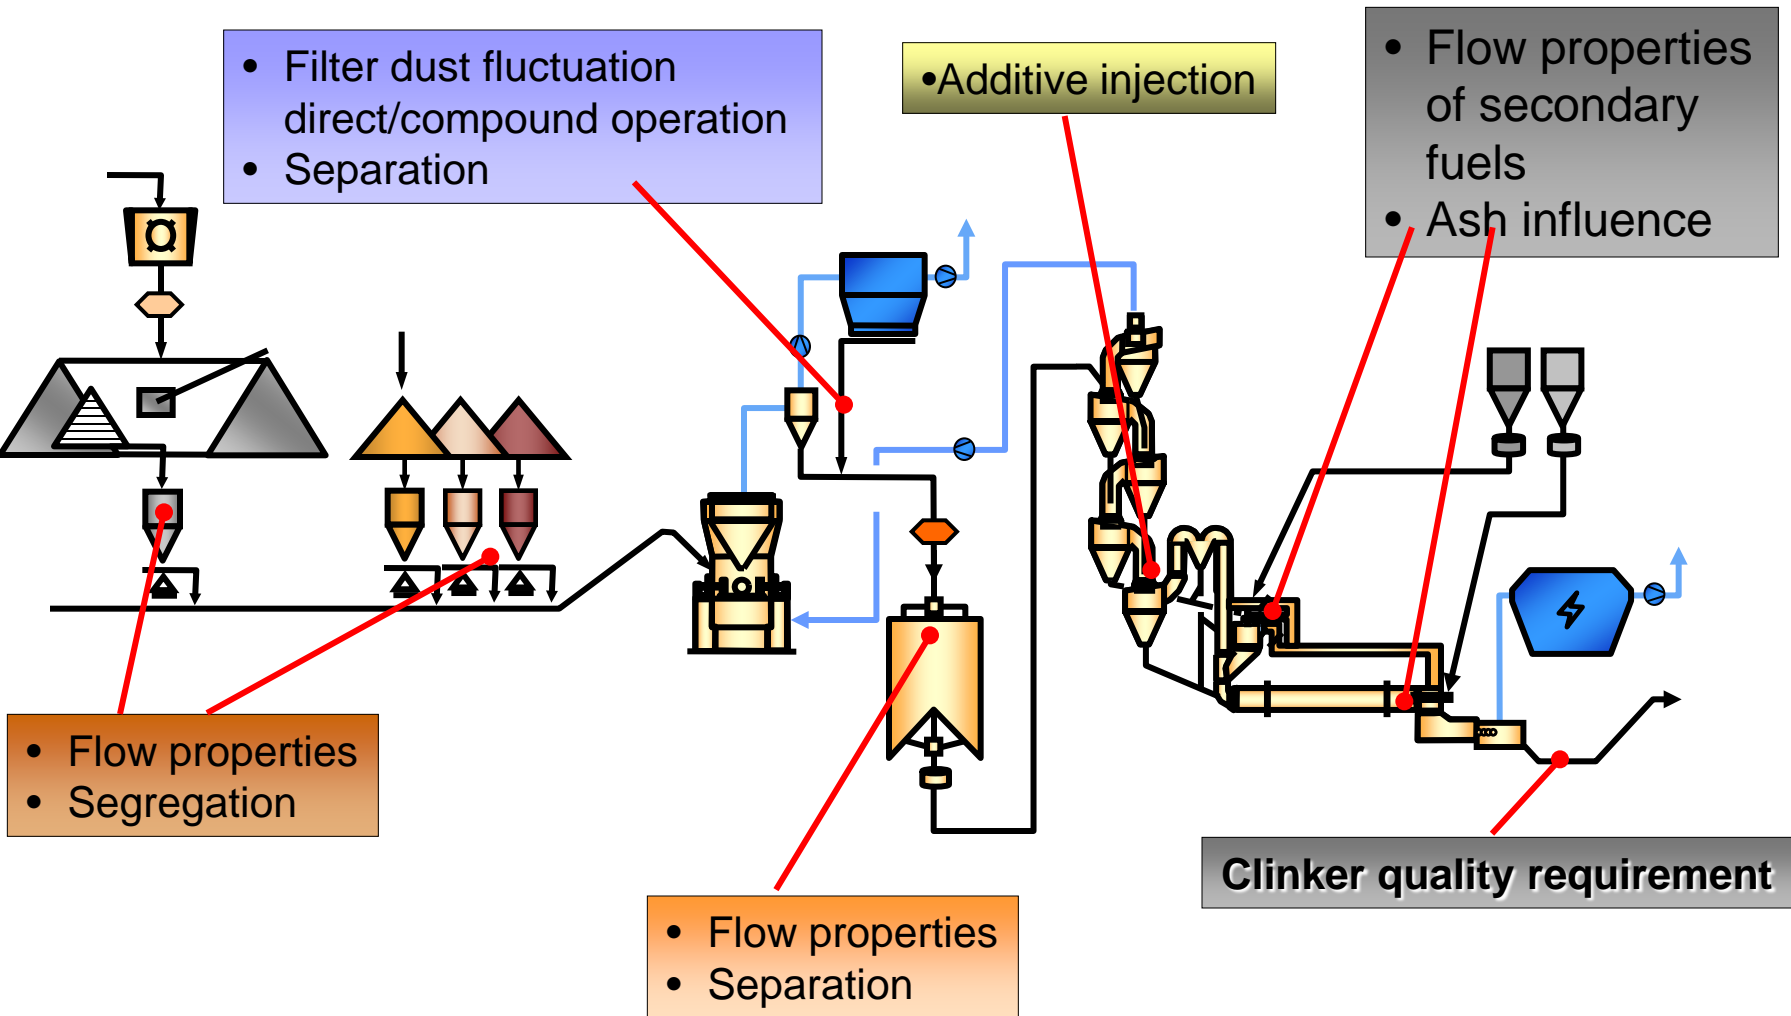 • Filter dust fluctuation
direct/compound operation
• Separation
•Additive injection
• Flow properties
of secondary
fuels
• Ash influence
• Flow properties
• Segregation
• Flow properties
• Separation
Clinker quality requirement